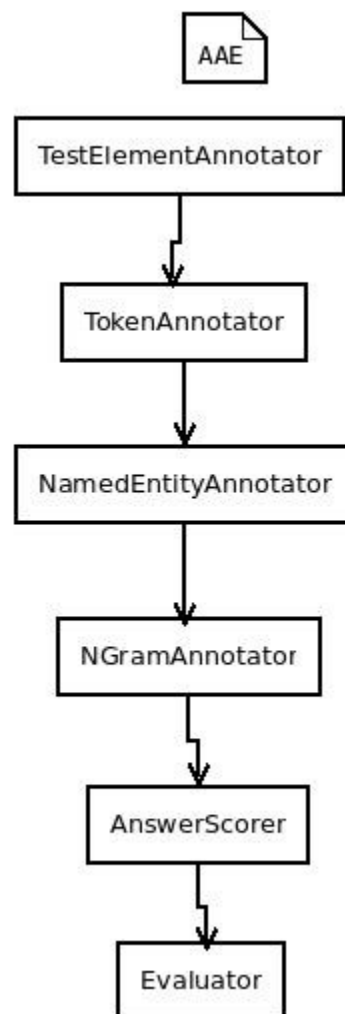 AAE
TestElementAnnotator
TokenAnnotator
NamedEntityAnnotator
NGramAnnotator
AnswerScorer
Evaluator